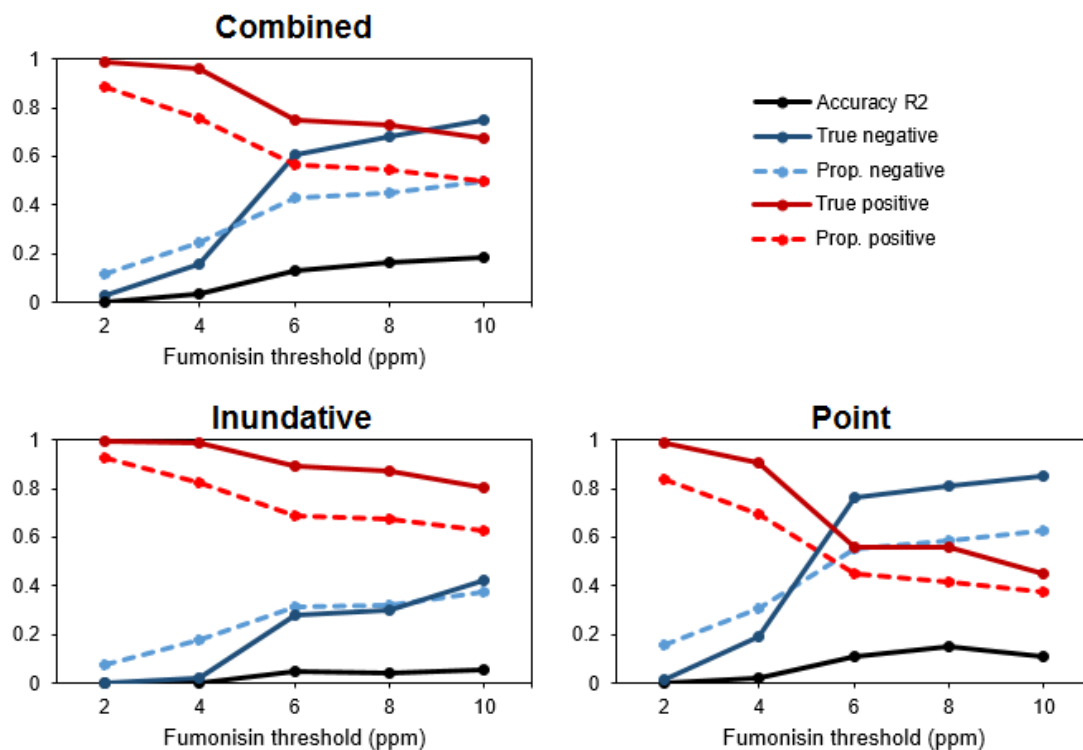 Combined
1
0.8
0.6
0.4
0.2
0
2 4 6 8 10
Fumonisin threshold (ppm)
Accuracy R2
True negative
Prop. negative
True positive
Prop. positive
Inundative
1
0.8
0.6
0.4
0.2
0
2 4 6 8 10
Fumonisin threshold (ppm)
Point
1
0.8
0.6
0.4
0.2
0
2 4 6 8 10
Fumonisin threshold (ppm)